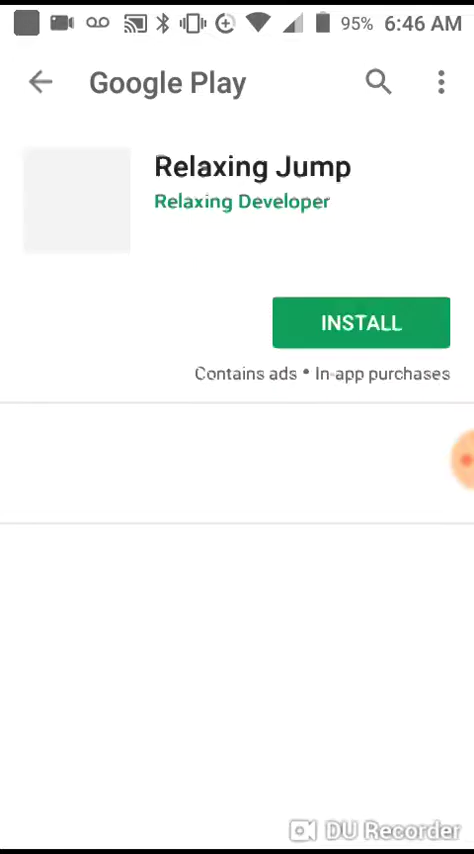 95% 6:46 AM
Google Play
Relaxing Jump
Relaxing Developer
INSTALL
Contains ads • In-app purchases
DU Recorder